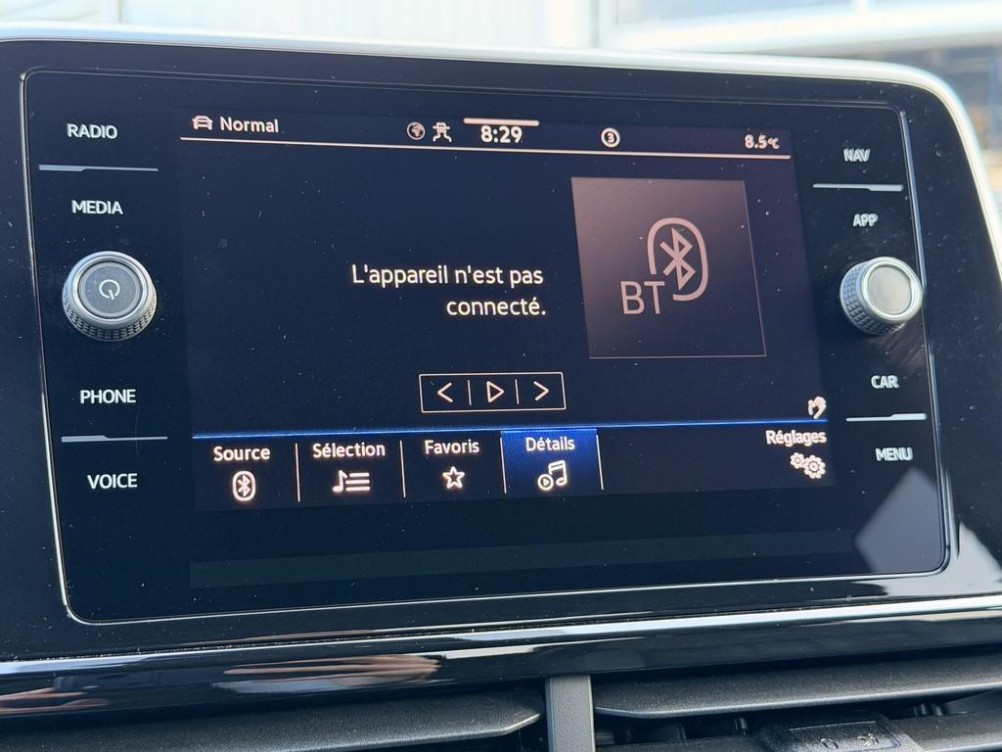 RADIO
MEDIA
PHONE
VOICE
Normal
8:29
3
8.5°C
L'appareil n'est pas
connecté.
BT
Source
Sélection
Favoris
Détails
Réglages
NAV
APP
CAR
MENU